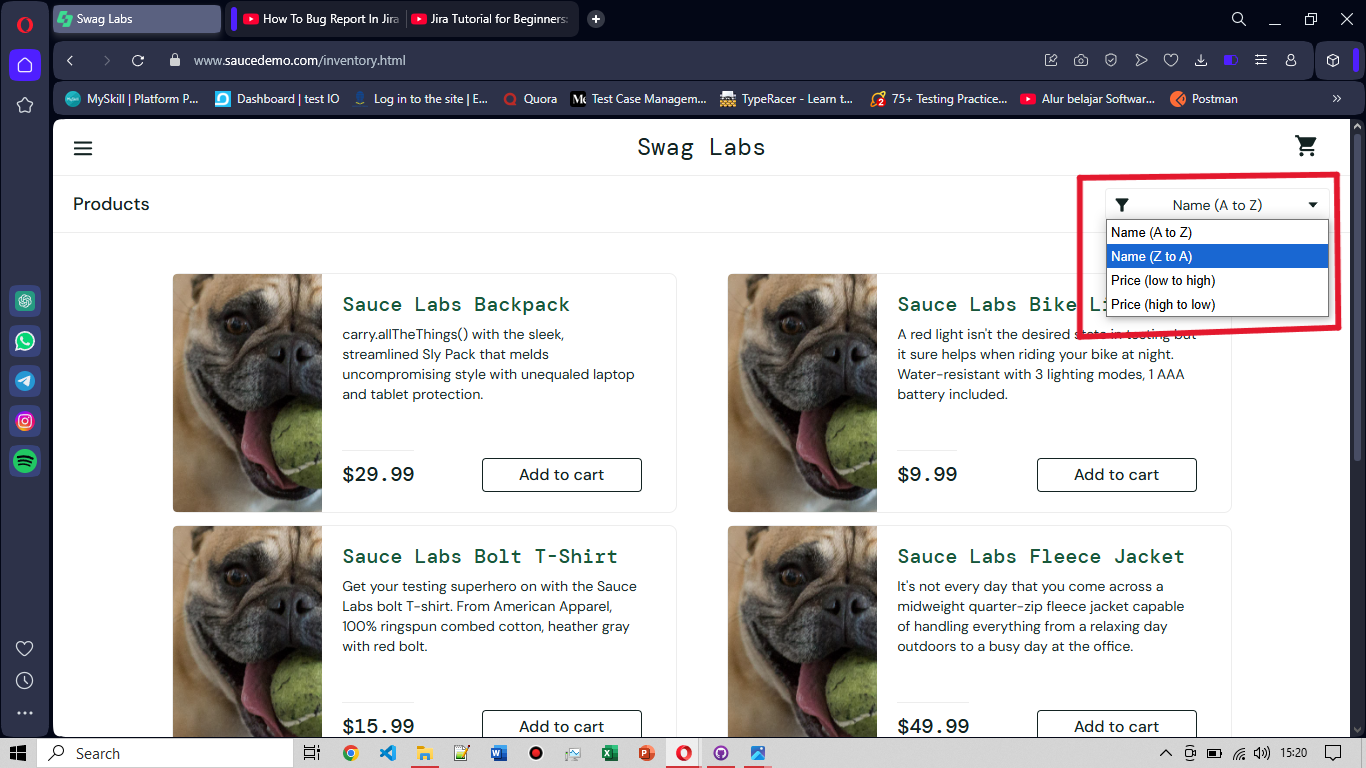 Swag Labs
How To Bug Report In Jira
Jira Tutorial for Beginners:
www.saucedemo.com/inventory.html
MySkill | Platform P...
Dashboard | test IO
Log in to the site | E...
Quora
Test Case Managem...
TypeRacer - Learn t...
75+ Testing Practice...
Alur belajar Softwar...
Postman
Swag Labs
Products
Name (A to Z)
Name (A to Z)
Name (Z to A)
Price (low to high)
Price (high to low)
Sauce Labs Backpack
carry.allTheThings() with the sleek,
streamlined Sly Pack that melds
uncompromising style with unequaled laptop
and tablet protection.
$29.99
Add to cart
Sauce Labs Bike Li
A red light isn't the desired state in testing but
it sure helps when riding your bike at night.
Water-resistant with 3 lighting modes, 1 AAA
battery included.
$9.99
Add to cart
Sauce Labs Bolt T-Shirt
Get your testing superhero on with the Sauce
Labs bolt T-shirt. From American Apparel,
100% ringspun combed cotton, heather gray
with red bolt.
$15.99
Add to cart
Sauce Labs Fleece Jacket
It's not every day that you come across a
midweight quarter-zip fleece jacket capable
of handling everything from a relaxing day
outdoors to a busy day at the office.
$49.99
Add to cart
Search
15:20